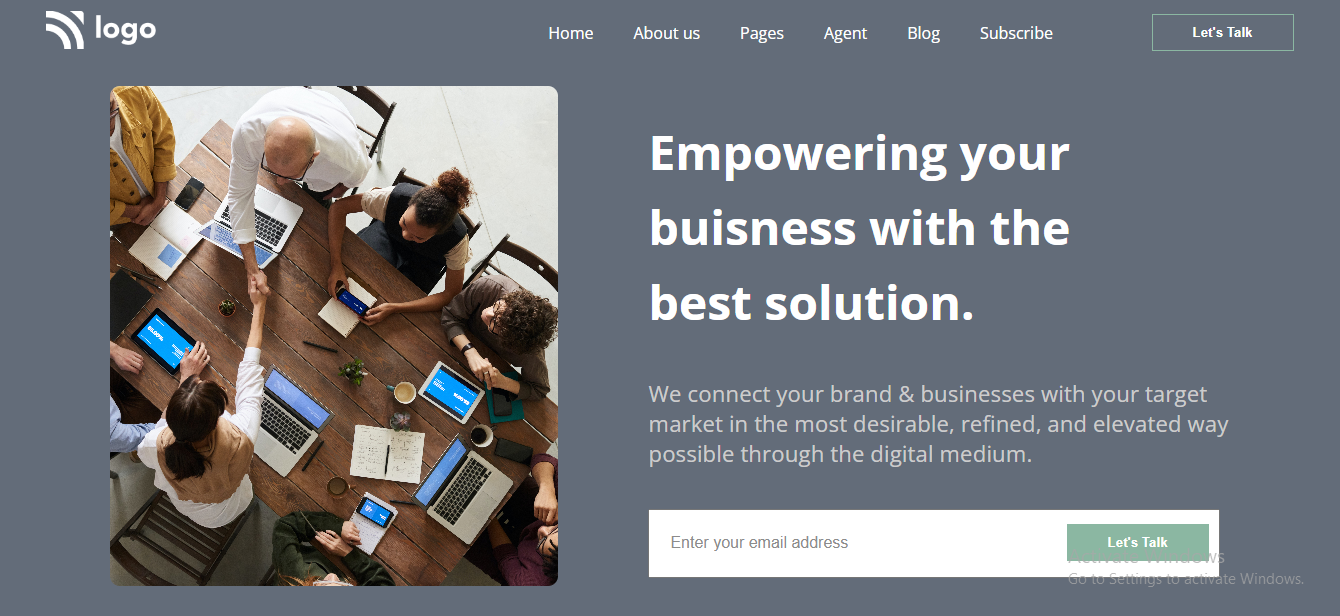 logo
Home About us Pages Agent Blog Subscribe Let's Talk
Empowering your
buisness with the
best solution.
We connect your brand & businesses with your target
market in the most desirable, refined, and elevated way
possible through the digital medium.
Enter your email address Let's Talk
Activate Windows
Go to Settings to activate Windows.